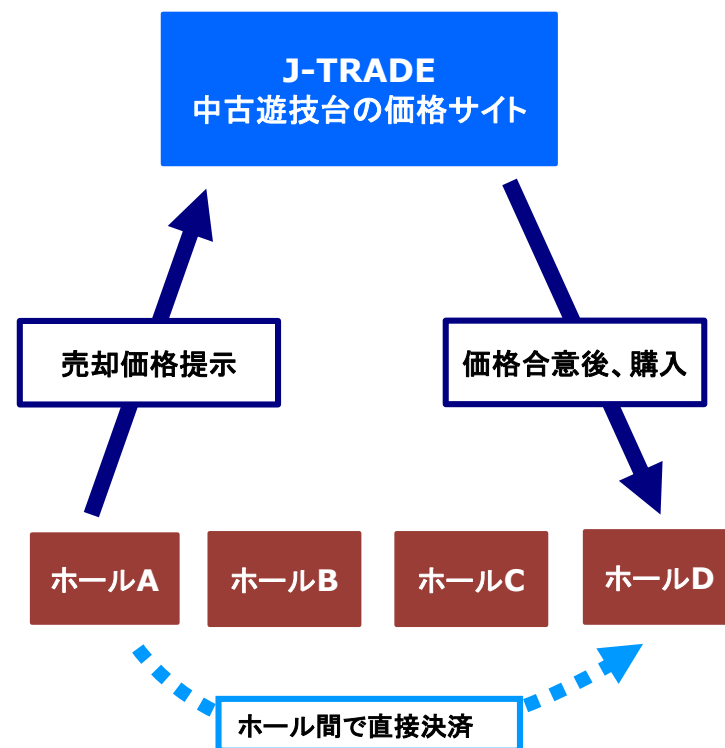 J-TRADE
中古遊技台の価格サイト
売却価格提示
価格合意後、購入
ホールA
ホールB
ホールC
ホールD
ホール間で直接決済